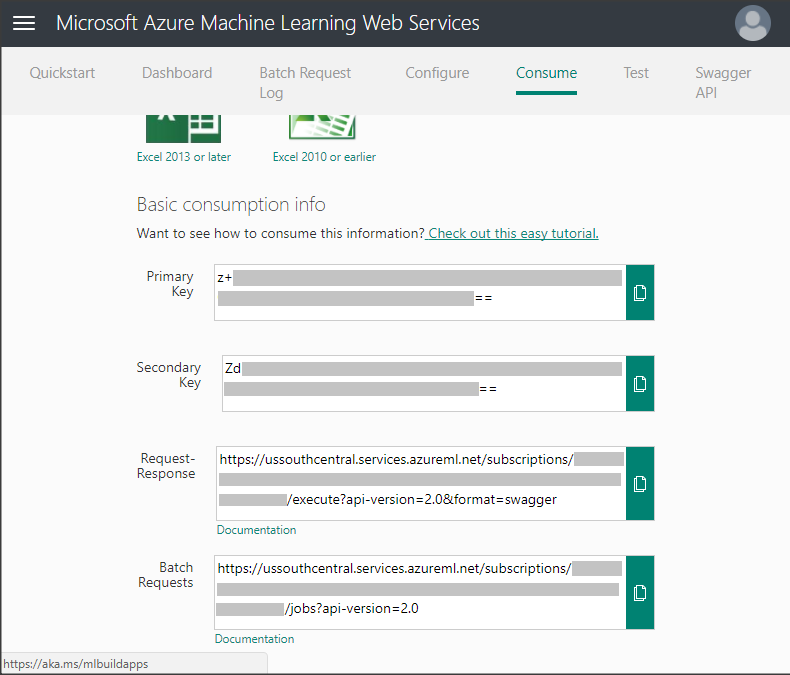 Microsoft Azure Machine Learning Web Services
Quickstart
Dashboard
Batch Request
Log
Configure
Consume
Test
Swagger
API
Excel 2013 or later
Excel 2010 or earlier
Basic consumption info
Want to see how to consume this information? Check out this easy tutorial.
Primary
Key
z+
==
Secondary
Key
Zd
==
Request-
Response
https://ussouthcentral.services.azureml.net/subscriptions/
/execute?api-version=2.0&format=swagger
Documentation
Batch
Requests
https://ussouthcentral.services.azureml.net/subscriptions/
/jobs?api-version=2.0
Documentation
https://aka.ms/mlbuildapps